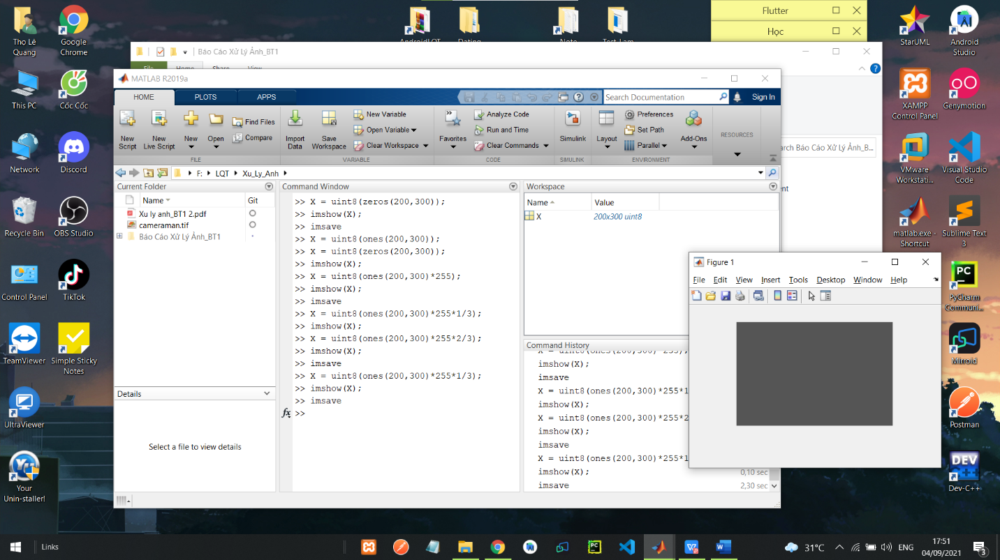 Tho Lê Quang
Google Chrome
This PC
Cốc Cốc
Network
Discord
Recycle Bin
OBS Studio
Control Panel
TikTok
TeamViewer
Simple Sticky Notes
UltraViewer
Your Unin-staller!
Flutter
Học
StarUML
Android Studio
XAMPP Control Panel
Genymotion
VMware Workstati...
Visual Studio Code
matlab.exe - Shortcut
Sublime Text 3
PyCharm Communi...
Mirroid
Postman
Dev-C++
Báo Cáo Xử Lý Ảnh_BT1
File Home Share View
arch Báo Cáo Xử Lý Ảnh_B...
MATLAB R2019a
HOME PLOTS APPS
Search Documentation
Sign In
New Script
New Live Script
New
Open
Find Files
Compare
FILE
Import Data
Save Workspace
New Variable
Open Variable
Clear Workspace
VARIABLE
Favorites
Analyze Code
Run and Time
Clear Commands
CODE
Simulink
SIMULINK
Layout
Preferences
Set Path
Parallel
Add-Ons
ENVIRONMENT
RESOURCES
F: LQT Xu_Ly_Anh
Current Folder
Name Git
Xu ly anh_BT1 2.pdf
cameraman.tif
Báo Cáo Xử Lý Ảnh_BT1
Details
Select a file to view details
Command Window
>> X = uint8(zeros(200,300));
>> imshow(X);
>> imsave
>> X = uint8(ones(200,300));
>> X = uint8(zeros(200,300));
>> imshow(X);
>> X = uint8(ones(200,300)*255);
>> imshow(X);
>> imsave
>> X = uint8(ones(200,300)*255*1/3);
>> imshow(X);
>> X = uint8(ones(200,300)*255*2/3);
>> imshow(X);
>> imsave
>> X = uint8(ones(200,300)*255*1/3);
>> imshow(X);
>> imsave
fx >>
Workspace
Name Value
X 200x300 uint8
Command History
X = uint8(ones(200,300)*255);
imshow(X);
imsave
X = uint8(ones(200,300)*255*1
imshow(X);
X = uint8(ones(200,300)*255*2
imshow(X);
imsave
X = uint8(ones(200,300)*255*1
imshow(X); 0,10 sec
imsave 2,30 sec
Figure 1
File Edit View Insert Tools Desktop Window Help
Links
31°C
ENG
17:51
04/09/2021
3